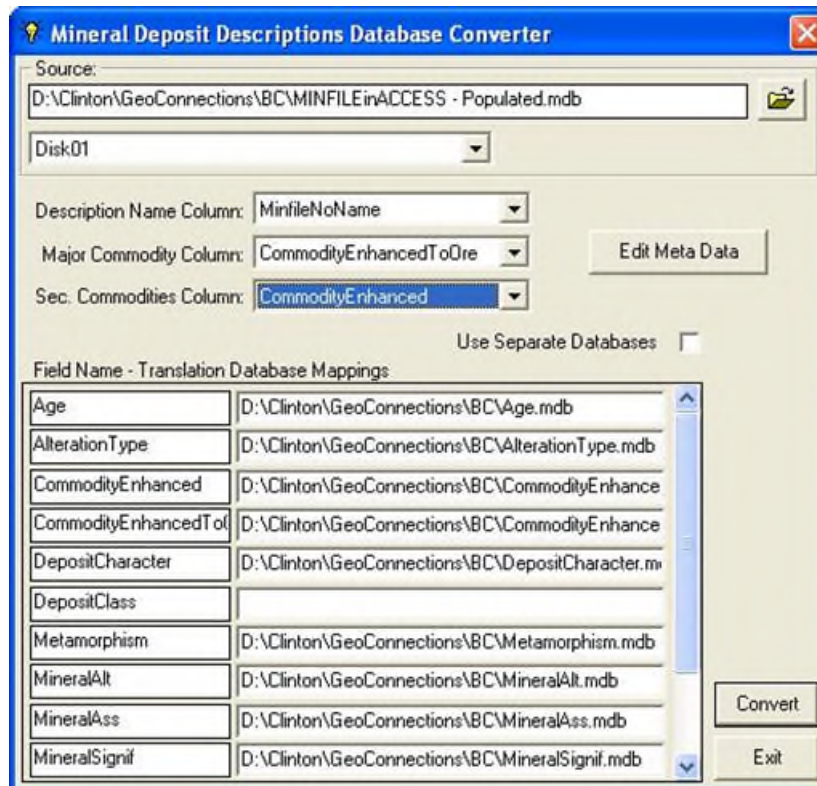 Mineral Deposit Descriptions Database Converter
Source:
D:\Clinton\GeoConnections\BC\MINFILEinACCESS - Populated.mdb
Disk01
Description Name Column: MinfileNoName
Major Commodity Column: CommodityEnhancedToOre
Edit Meta Data
Sec. Commodities Column: CommodityEnhanced
Use Separate Databases
Field Name - Translation Database Mappings
Age D:\Clinton\GeoConnections\BC\Age.mdb
AlterationType D:\Clinton\GeoConnections\BC\AlterationType.mdb
CommodityEnhanced D:\Clinton\GeoConnections\BC\CommodityEnhance
CommodityEnhancedTo( D:\Clinton\GeoConnections\BC\CommodityEnhance
DepositCharacter D:\Clinton\GeoConnections\BC\DepositCharacter.m
DepositClass
Metamorphism D:\Clinton\GeoConnections\BC\Metamorphism.mdb
MineralAlt D:\Clinton\GeoConnections\BC\MineralAlt.mdb
MineralAss D:\Clinton\GeoConnections\BC\MineralAss.mdb
Convert
MineralSignif D:\Clinton\GeoConnections\BC\MineralSignif.mdb
Exit